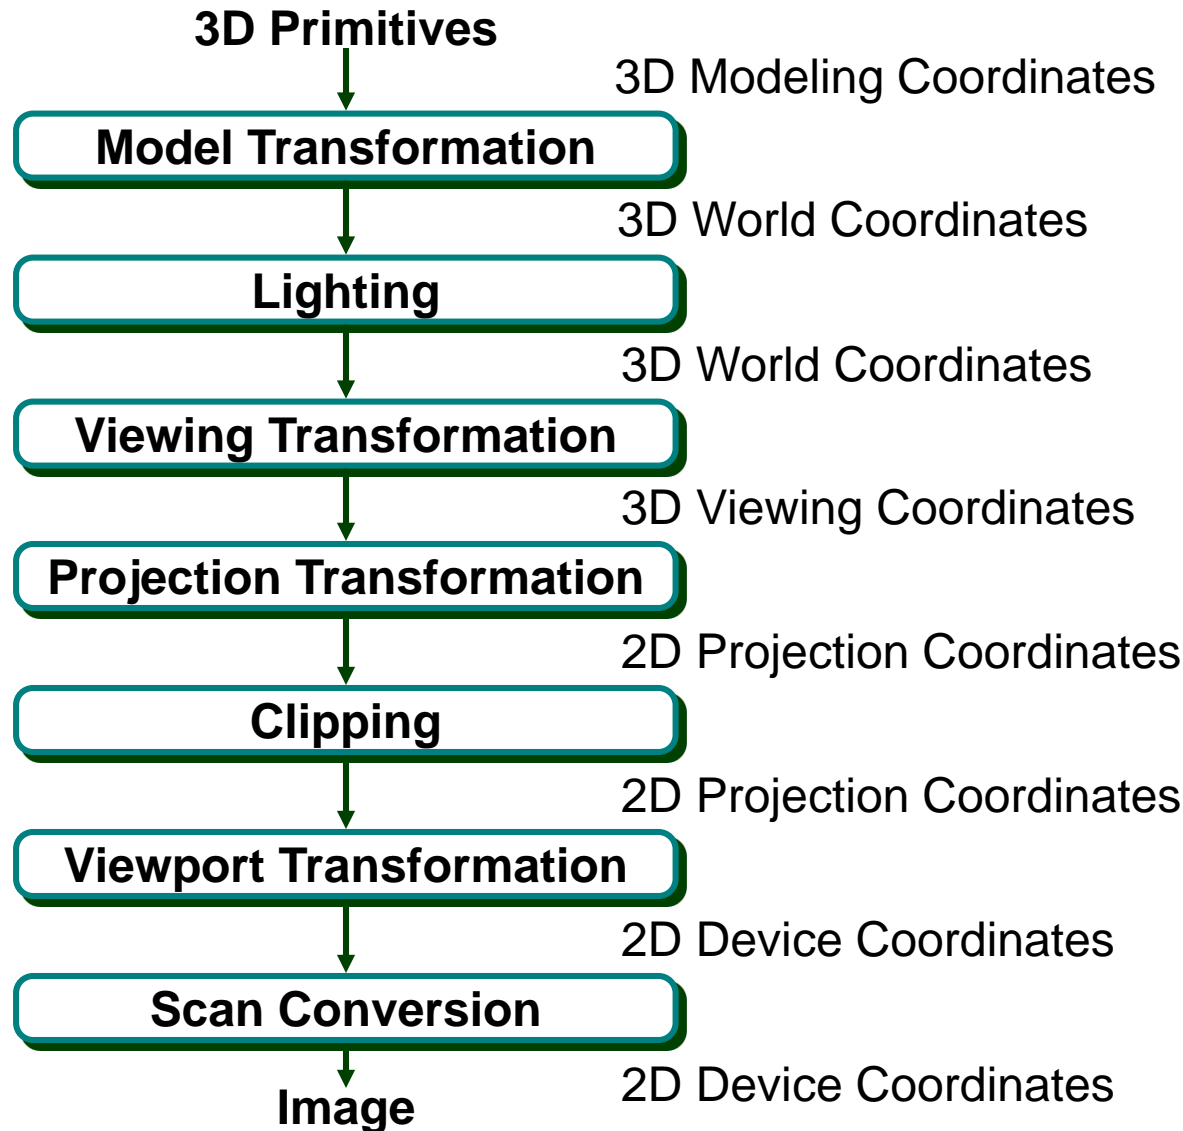 3D Primitives
3D Modeling Coordinates
Model Transformation
3D World Coordinates
Lighting
3D World Coordinates
Viewing Transformation
3D Viewing Coordinates
Projection Transformation
2D Projection Coordinates
Clipping
2D Projection Coordinates
Viewport Transformation
2D Device Coordinates
Scan Conversion
2D Device Coordinates
Image